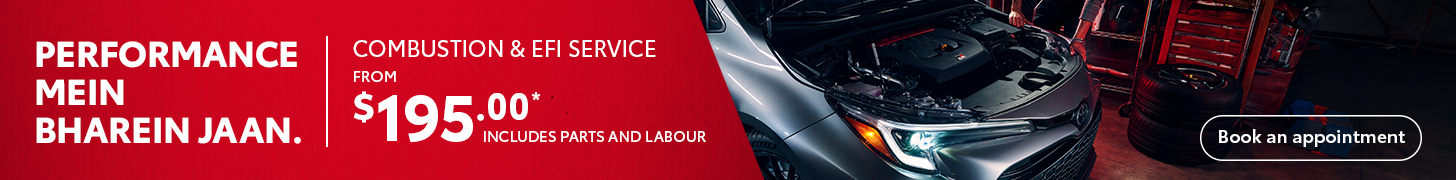 PERFORMANCE
MEIN
BHAREIN JAAN.
COMBUSTION & EFI SERVICE
FROM
$195.00*
INCLUDES PARTS AND LABOUR
Book an appointment